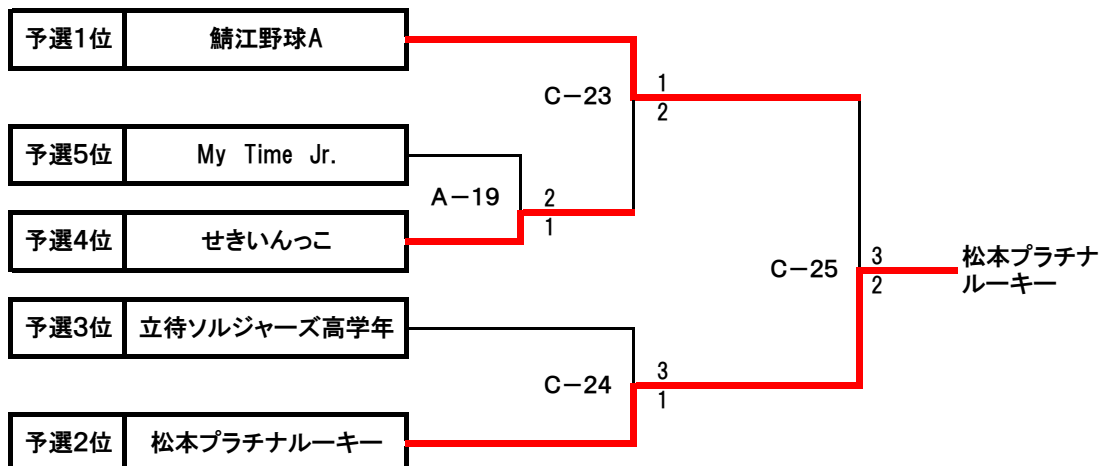 予選1位 鯖江野球A
C-23
1
2
予選5位 My Time Jr.
A-19
2
1
予選4位 せきいんっこ
C-25
3
2
松本プラチナ
ルーキー
予選3位 立待ソルジャーズ高学年
C-24
3
1
予選2位 松本プラチナルーキー